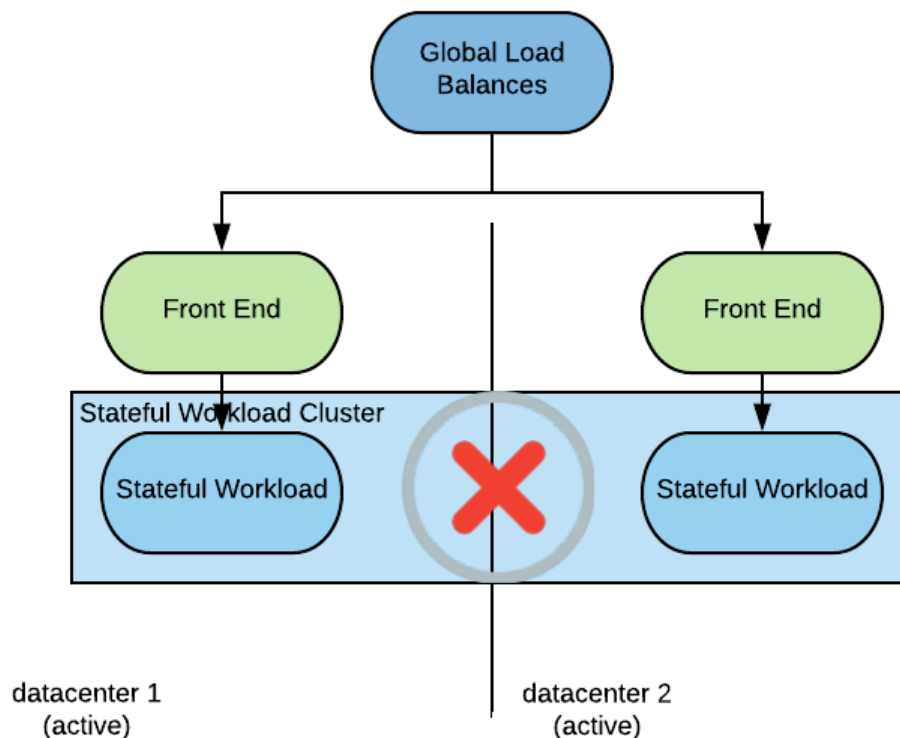 Global Load
Balances
Front End
Front End
Stateful Workload Cluster
Stateful Workload
Stateful Workload
datacenter 1
(active)
datacenter 2
(active)